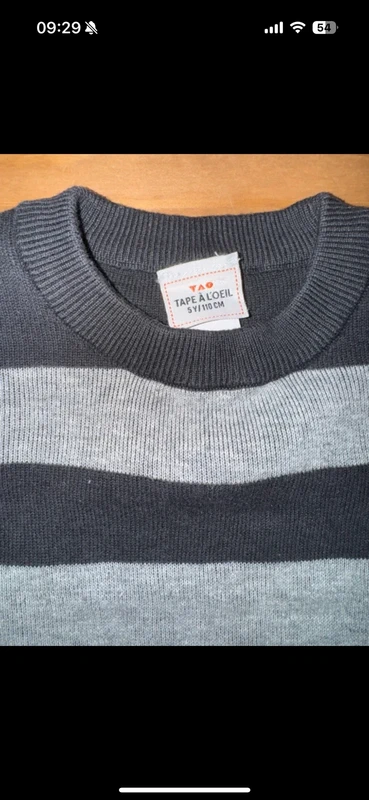 09:29
54
TAO
TAPE À L'OEIL
5Y/110 CM